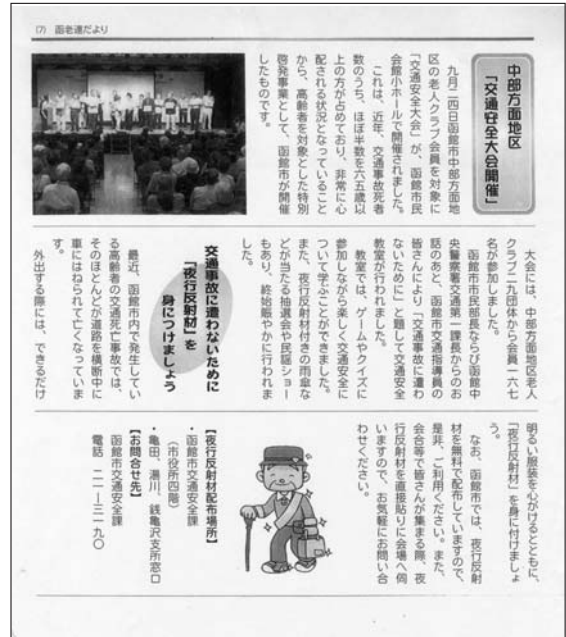 (7) 函老連だより
中部方面地区
「交通安全大会開催」
九月二四日函館市中部方面地
区の老人クラブ会員を対象に
「交通安全大会」が、函館市民
会館小ホールで開催されました。
これは、近年、交通事故死者
数のうち、ほぼ半数を六五歳以
上の方が占めており、非常に心
配される状況となっていること
から、高齢者を対象とした特別
啓発事業として、函館市が開催
したものです。
大会には、中部方面地区老人
クラブ二九団体から会員一六七
名が参加しました。
函館市市民部長ならび函館中
央警察署交通第一課長からのお
話のあと、函館市交通指導員の
皆さんにより「交通事故に遭わ
ないために」と題して交通安全
教室が行われました。
教室では、ゲームやクイズに
参加しながら楽しく交通安全に
ついて学ぶことができました。
また、夜行反射材付きの雨傘な
どが当たる抽選会や民謡ショー
もあり、終始賑やかに行われま
した。
交通事故に遭わないために
『夜行反射材』を
身につけましょう
最近、函館市内で発生してい
る高齢者の交通死亡事故では、
そのほとんどが道路を横断中に
車にはねられて亡くなっていま
す。
外出する際には、できるだけ
明るい服装を心がけるとともに、
「夜行反射材」を身に付けましょ
う。
なお、函館市では、夜行反射
材を無料で配布していますので、
是非、ご利用ください。また、
会合等で皆さんが集まる際、夜
行反射材を直接貼りに会場へ伺
いますので、お気軽にお問い合
わせください。
【夜行反射材配布場所】
・函館市交通安全課
(市役所四階)
・亀田、湯川、銭亀沢支所窓口
【お問合せ先】
函館市交通安全課
電話 二一―三一九〇